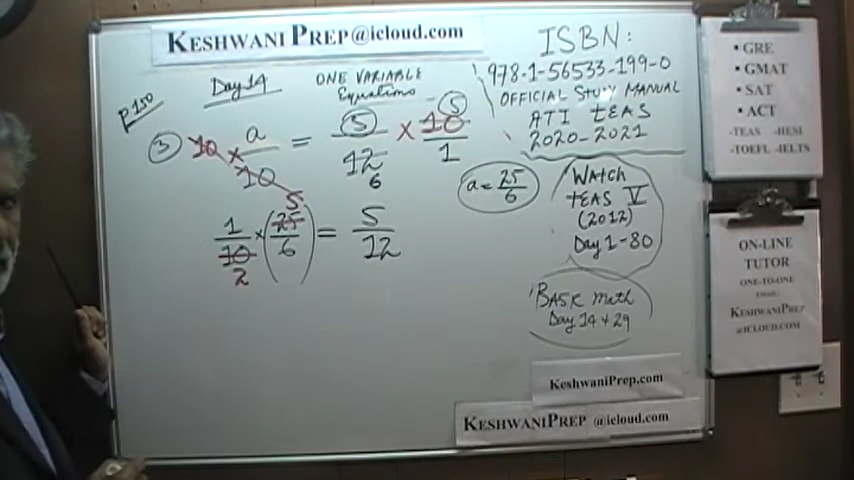 KESHWANI PREP@icloud.com
P 150
Day 14
ONE VARIABLE
Equations
③ 10 × a/10 = 5/12 6 × 10 5/1
1/10 2 × (25 5/6) = 5/12
a = 25/6
ISBN:
978-1-56533-199-0
OFFICIAL STUDY MANUAL
ATI TEAS
2020-2021
WATCH
TEAS V
(2012)
Day 1-80
BASIC Math
Day 14 + 29
KeshwaniPrep.com
KESHWANIPREP @icloud.com
• GRE
• GMAT
• SAT
• ACT
-TEAS -HESI
-TOEFL -IELTS
ON-LINE
TUTOR
ONE-TO-ONE
EMAIL:
KESHWANIPREP
@ICLOUD.COM